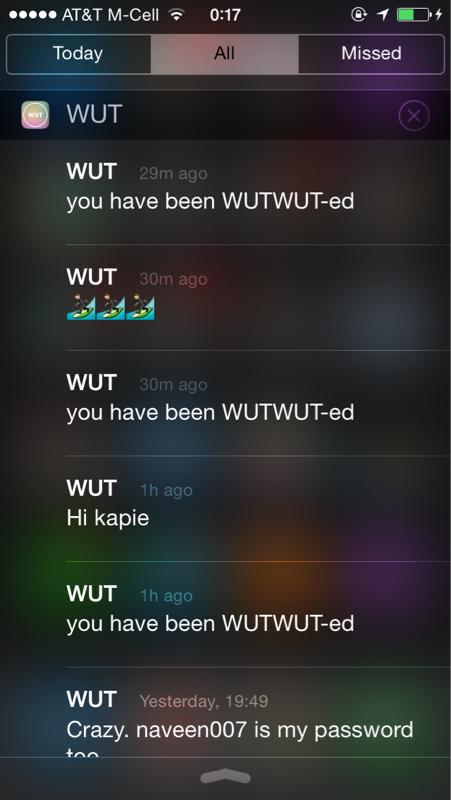 AT&T M-Cell 0:17
Today All Missed
WUT WUT
WUT 29m ago
you have been WUTWUT-ed
WUT 30m ago
🏄🏄🏄
WUT 30m ago
you have been WUTWUT-ed
WUT 1h ago
Hi kapie
WUT 1h ago
you have been WUTWUT-ed
WUT Yesterday, 19:49
Crazy. naveen007 is my password
too